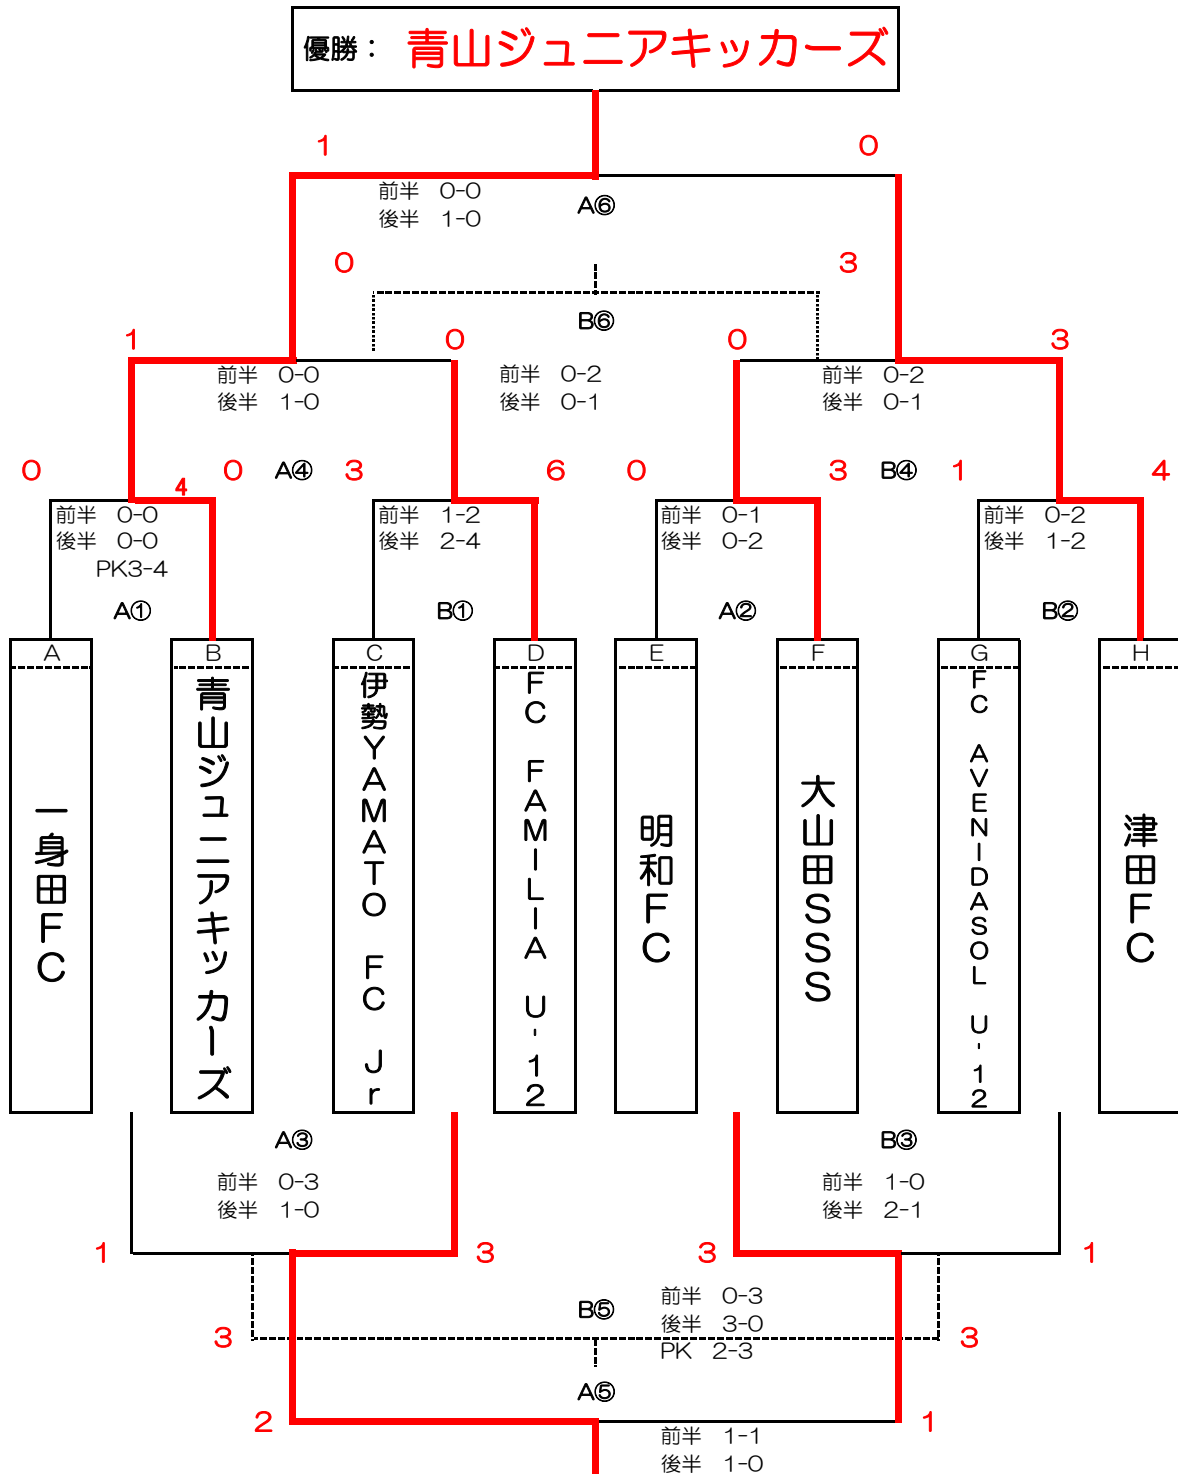 優勝： 青山ジュニアキッカーズ
1 0
前半 0-0
後半 1-0
A⑥
0 3
B⑥
1 0 0 3
前半 0-0
後半 1-0
前半 0-2
後半 0-1
前半 0-2
後半 0-1
0 4 0 A④ 3 6 0 3 B④ 1 4
前半 0-0
後半 0-0
PK3-4
前半 1-2
後半 2-4
前半 0-1
後半 0-2
前半 0-2
後半 1-2
A① B① A② B②
A B C D E F G H
一身田FC
青山ジュニアキッカーズ
伊勢YAMATO FC Jr
FC FAMILIA U-12
明和FC
大山田SSS
FC AVENIDASOL U-12
津田FC
A③ B③
前半 0-3
後半 1-0
前半 1-0
後半 2-1
1 3 3 1
B⑤
前半 0-3
後半 3-0
PK 2-3
3 3
A⑤
2 1
前半 1-1
後半 1-0